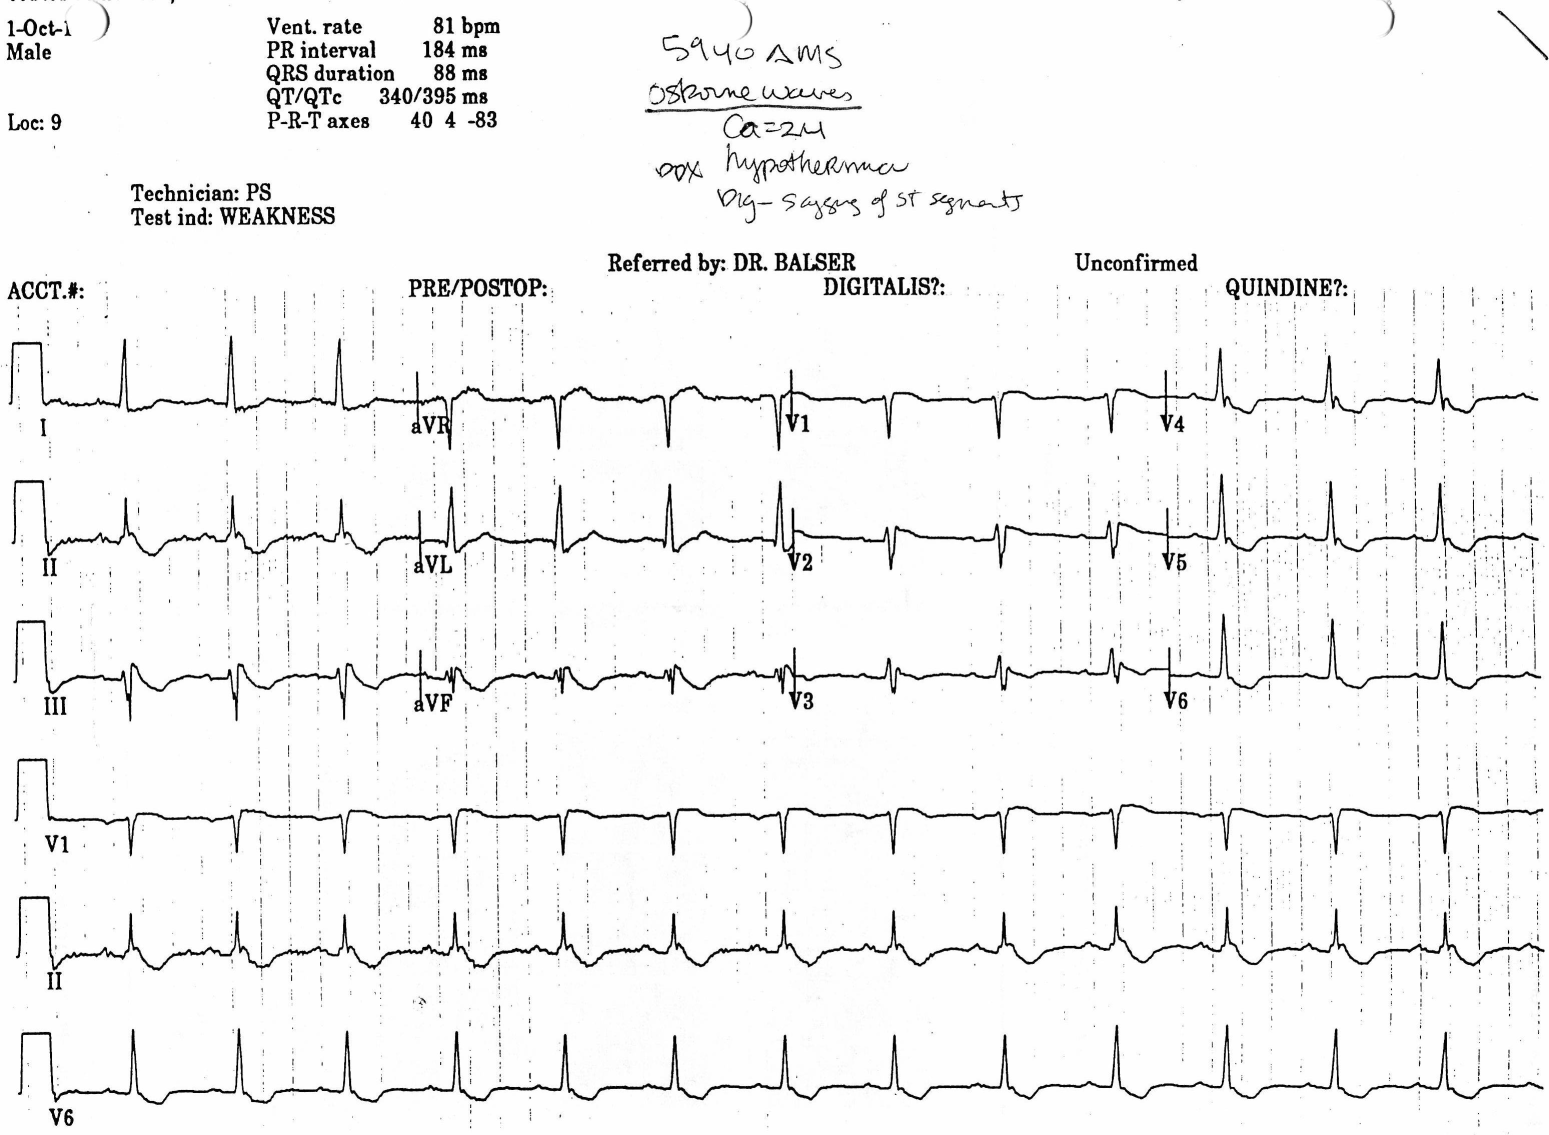 1-Oct-1
Male
Loc: 9
Vent. rate 81 bpm
PR interval 184 ms
QRS duration 88 ms
QT/QTc 340/395 ms
P-R-T axes 40 4 -83
59 yo AMS
Osborne waves
Ca=24
DDX hypothermia
Dig- sagging of ST segments
Technician: PS
Test ind: WEAKNESS
Referred by: DR. BALSER
Unconfirmed
ACCT.#: PRE/POSTOP: DIGITALIS?: QUINDINE?:
I aVR V1 V4
II aVL V2 V5
III aVF V3 V6
V1
II
V6